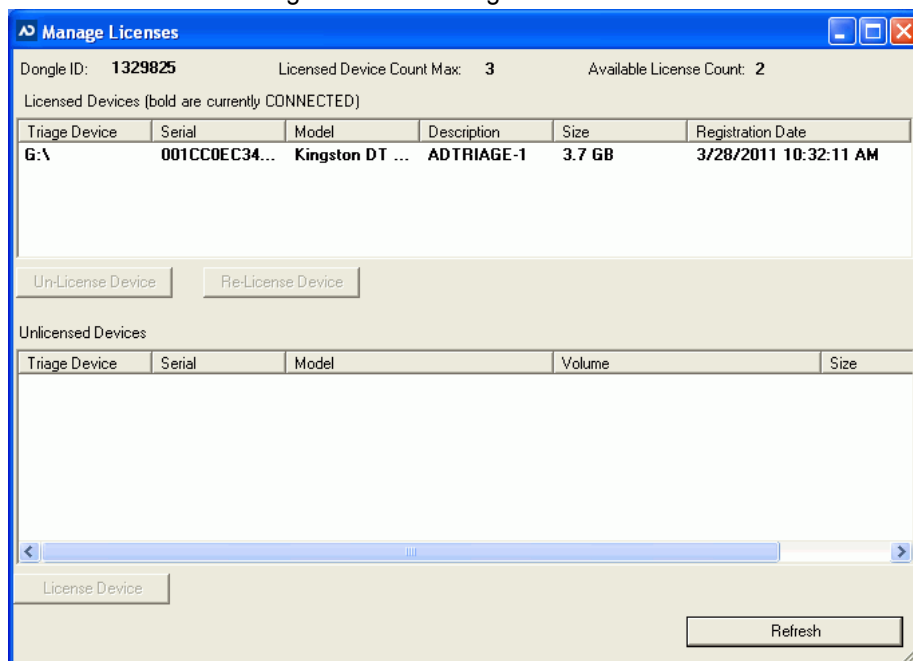 Manage Licenses
Dongle ID: 1329825 Licensed Device Count Max: 3 Available License Count: 2
Licensed Devices (bold are currently CONNECTED)
Triage Device Serial Model Description Size Registration Date
G:\ 001CC0EC34... Kingston DT ... ADTRIAGE-1 3.7 GB 3/28/2011 10:32:11 AM
Un-License Device Re-License Device
Unlicensed Devices
Triage Device Serial Model Volume Size
License Device
Refresh